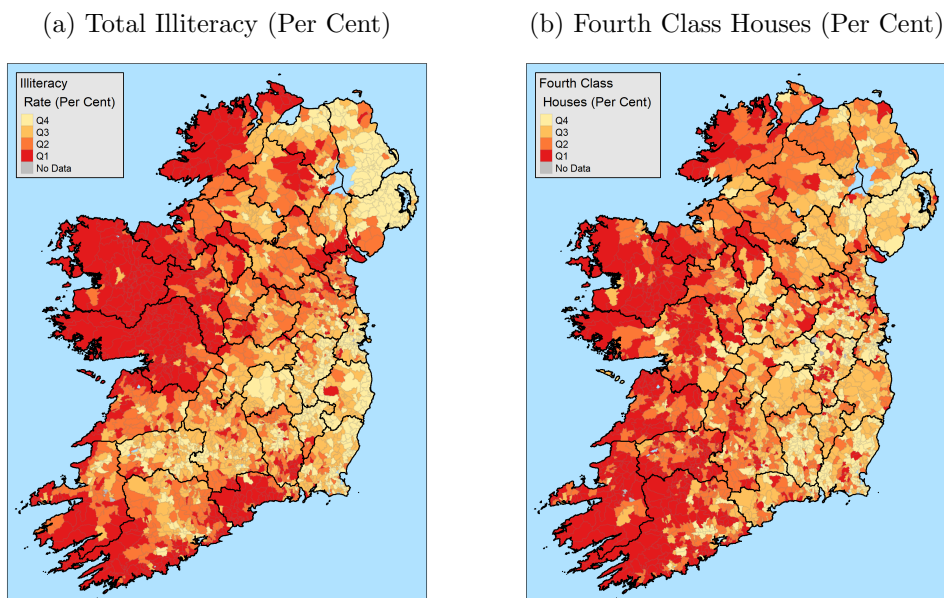 (a) Total Illiteracy (Per Cent)
(b) Fourth Class Houses (Per Cent)
Illiteracy
Rate (Per Cent)
Q4
Q3
Q2
Q1
No Data
Fourth Class
Houses (Per Cent)
Q4
Q3
Q2
Q1
No Data